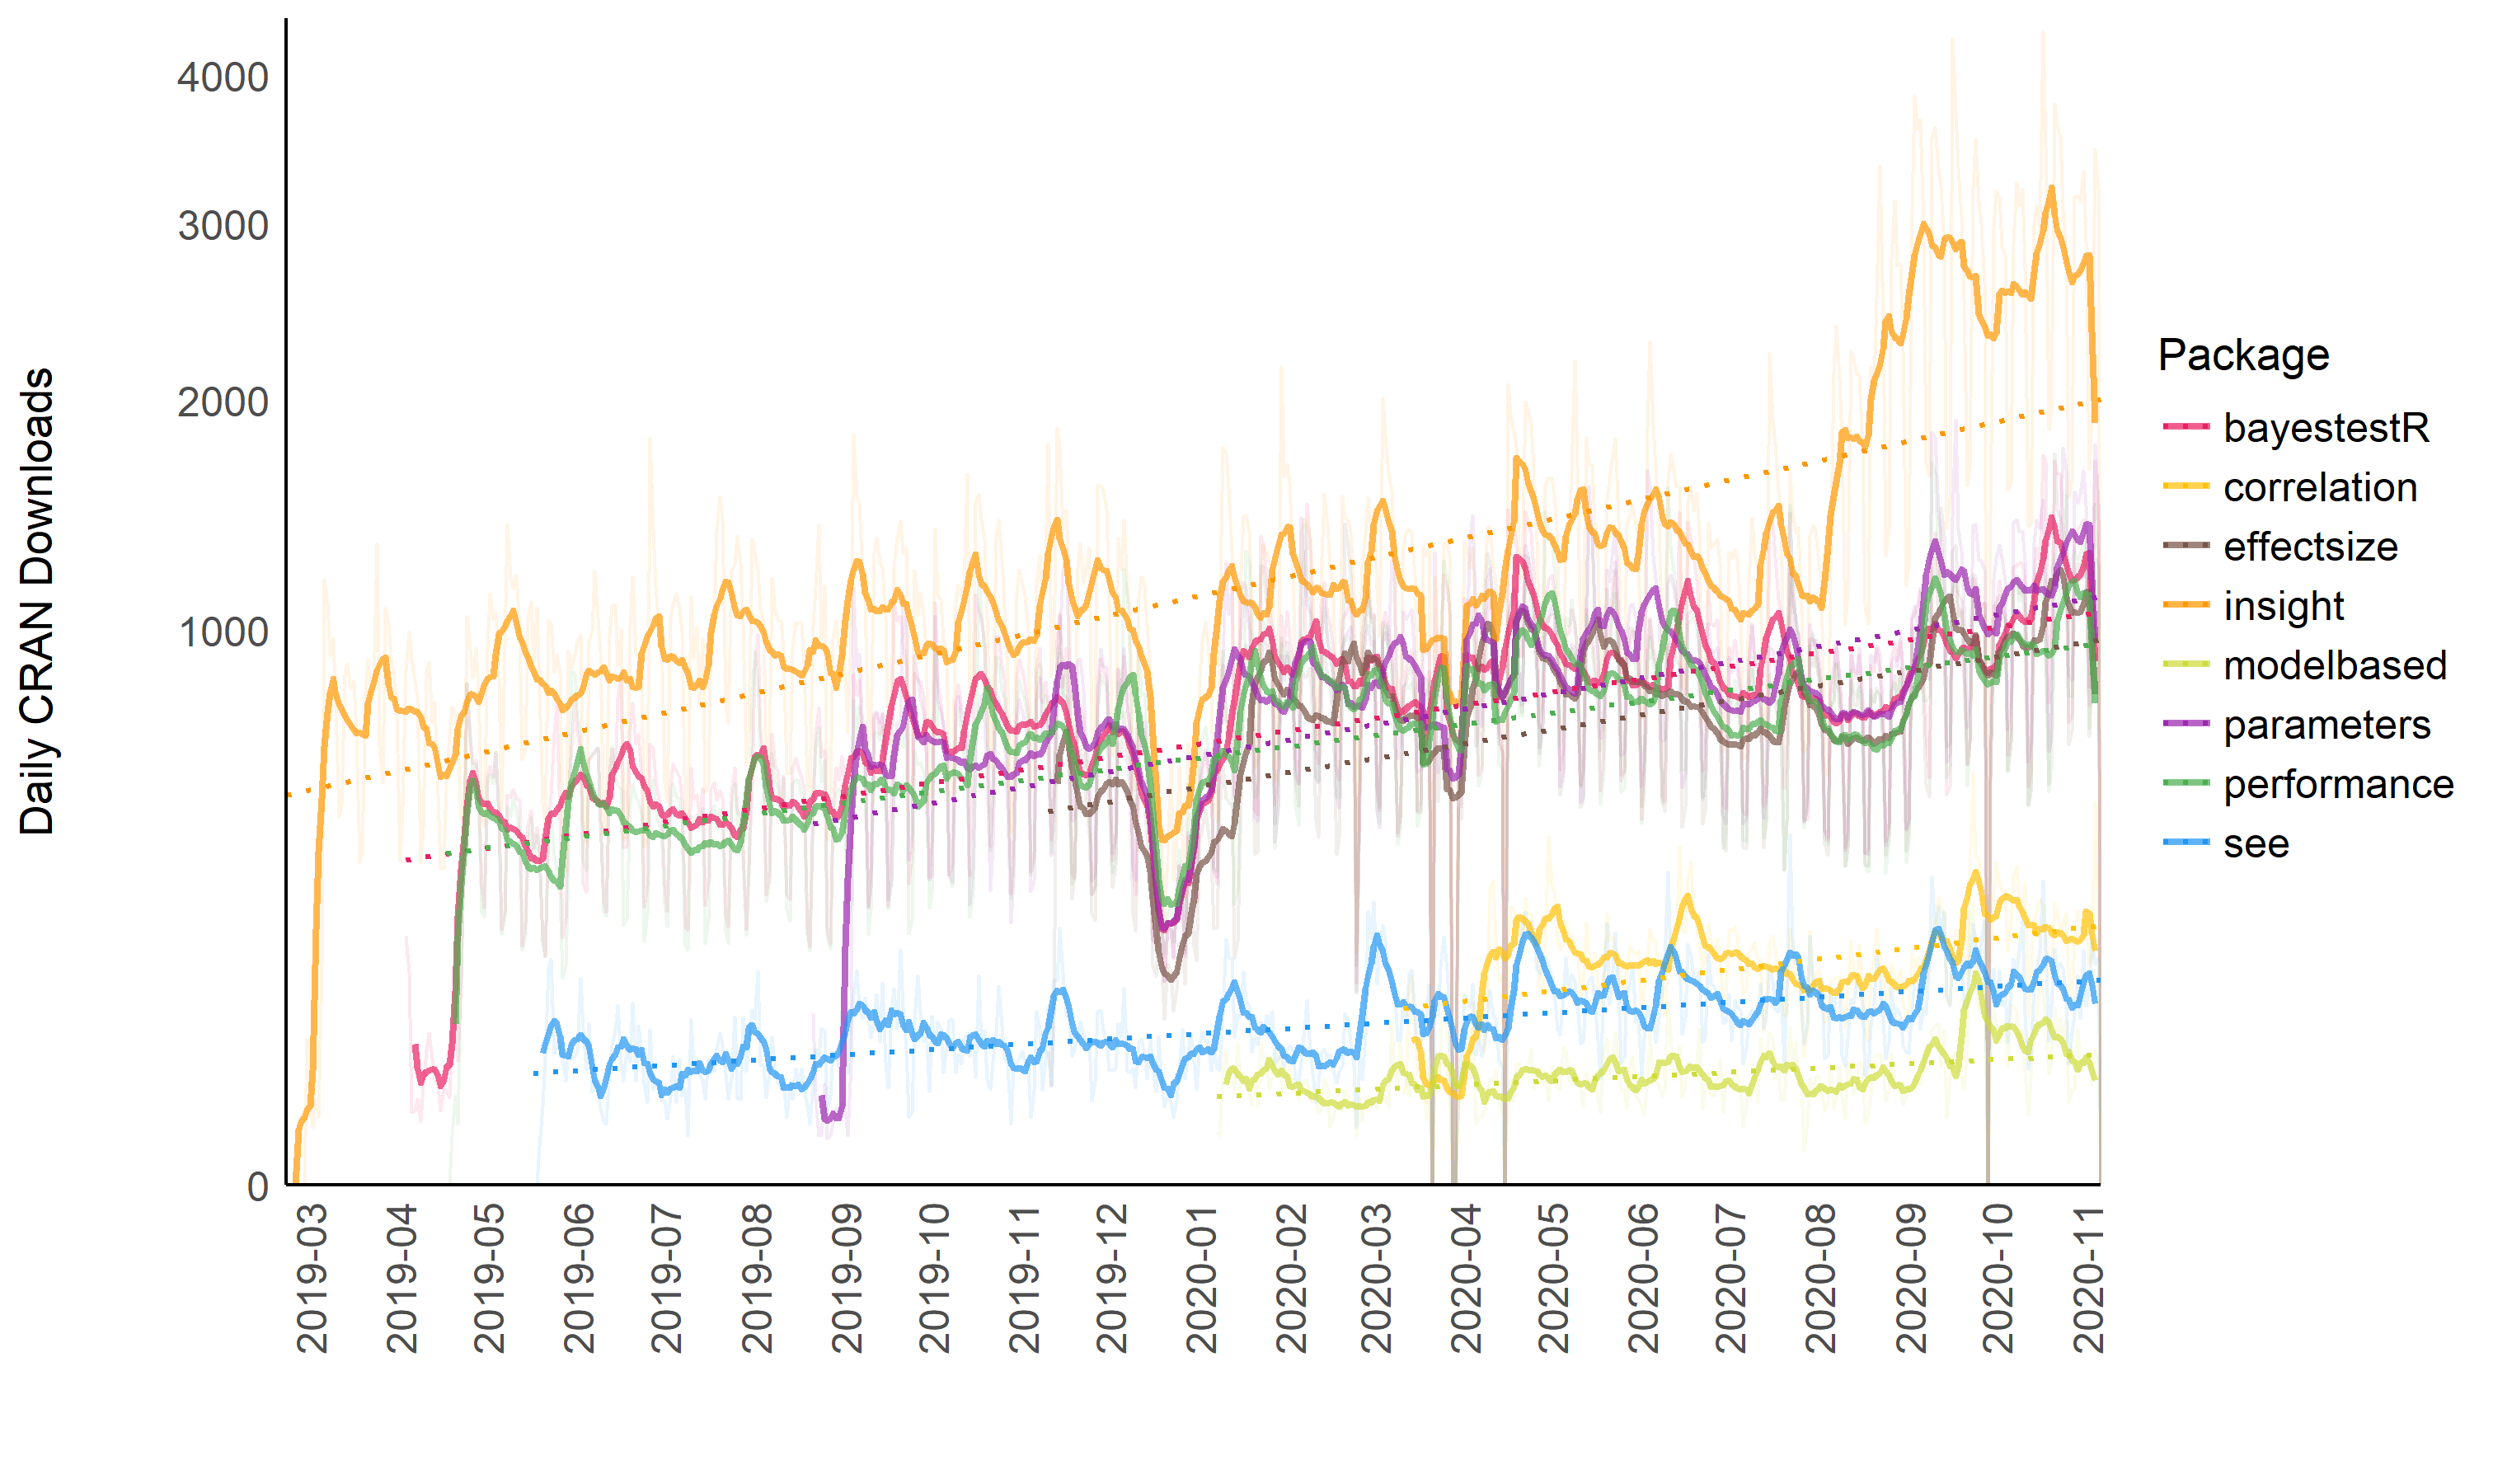 Daily CRAN Downloads
4000
3000
2000
1000
0
2019-03
2019-04
2019-05
2019-06
2019-07
2019-08
2019-09
2019-10
2019-11
2019-12
2020-01
2020-02
2020-03
2020-04
2020-05
2020-06
2020-07
2020-08
2020-09
2020-10
2020-11
Package
bayestestR
correlation
effectsize
insight
modelbased
parameters
performance
see